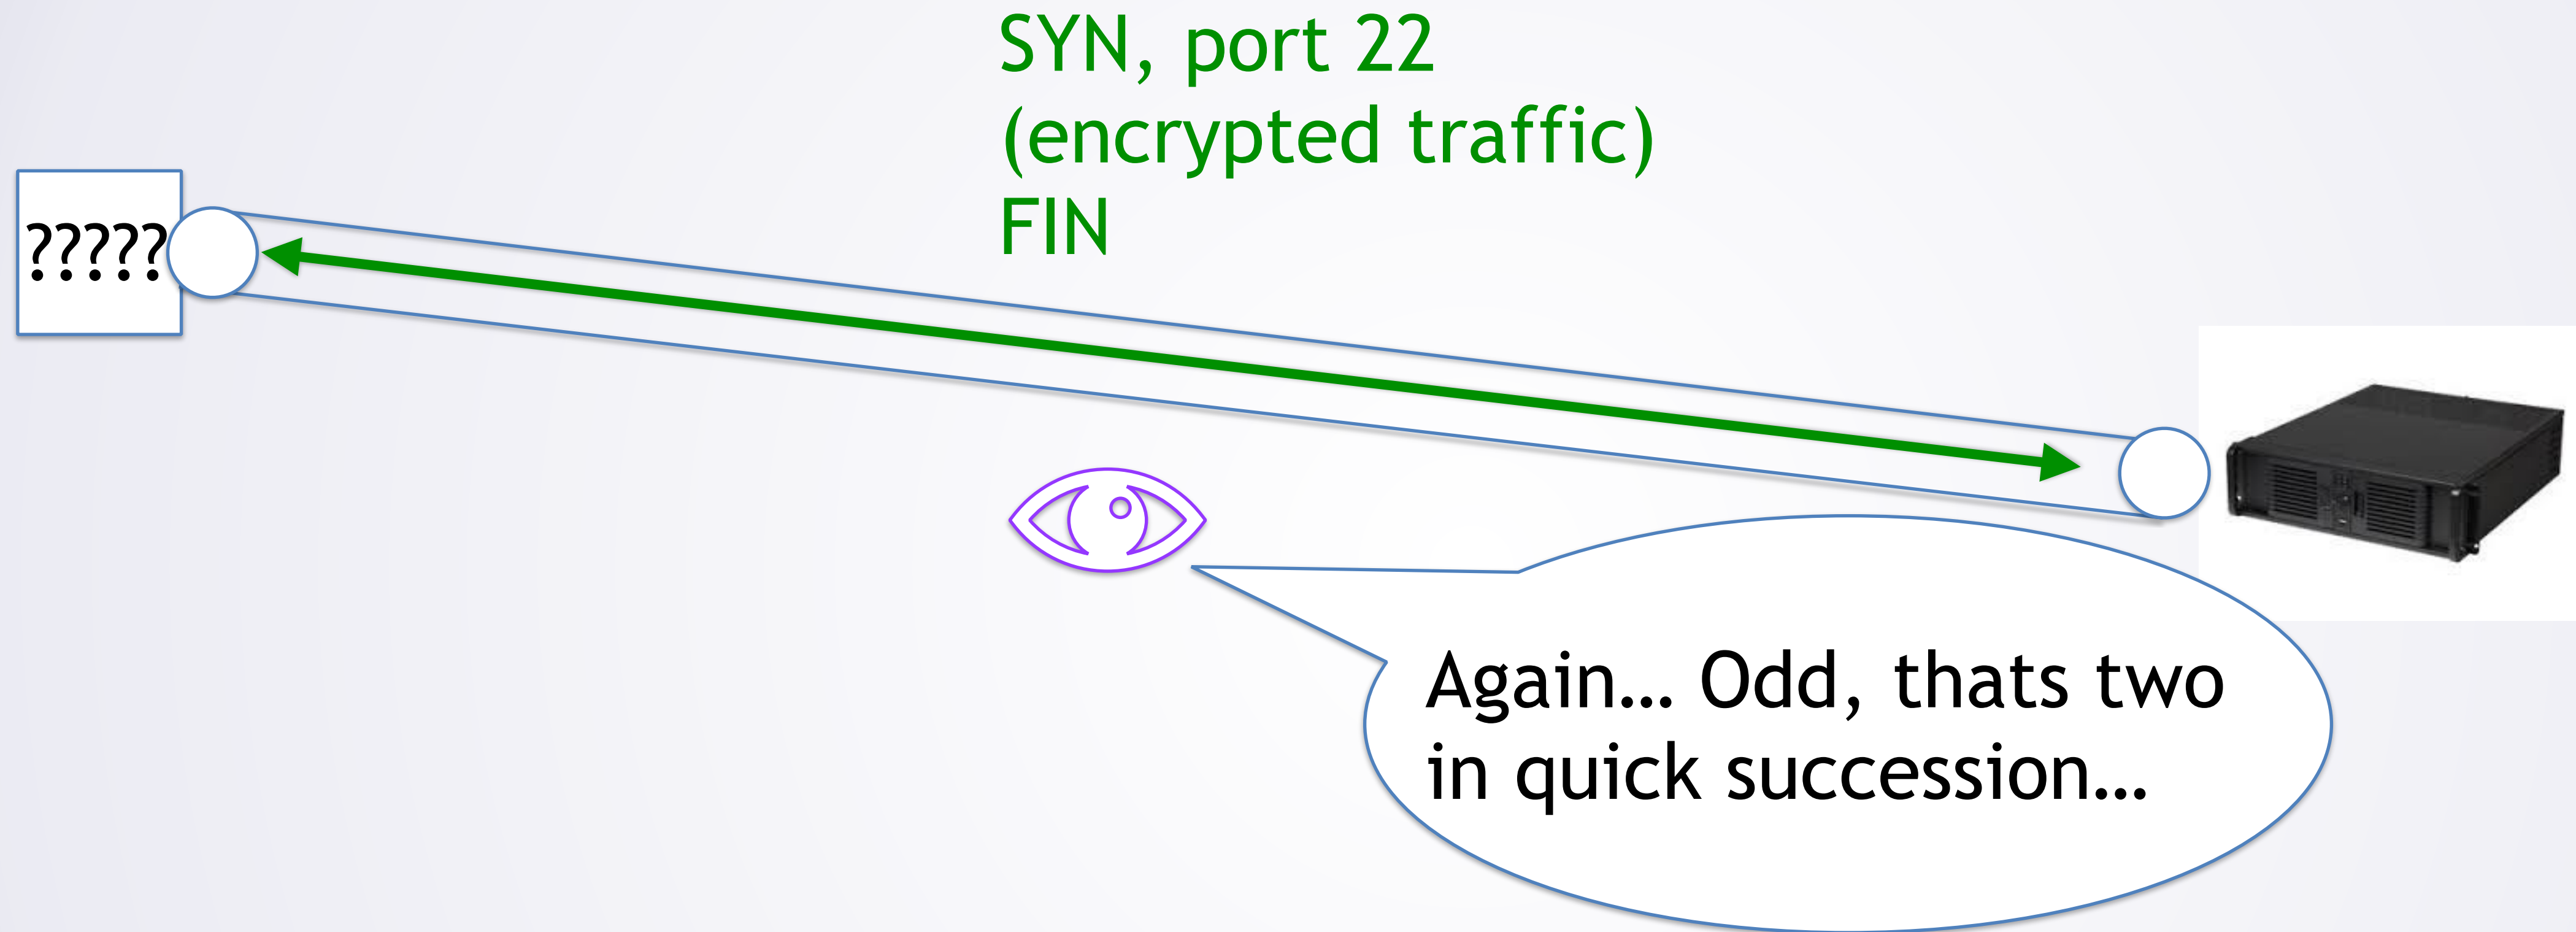 SYN, port 22
(encrypted traffic)
FIN
?????
Again... Odd, thats two
in quick succession...